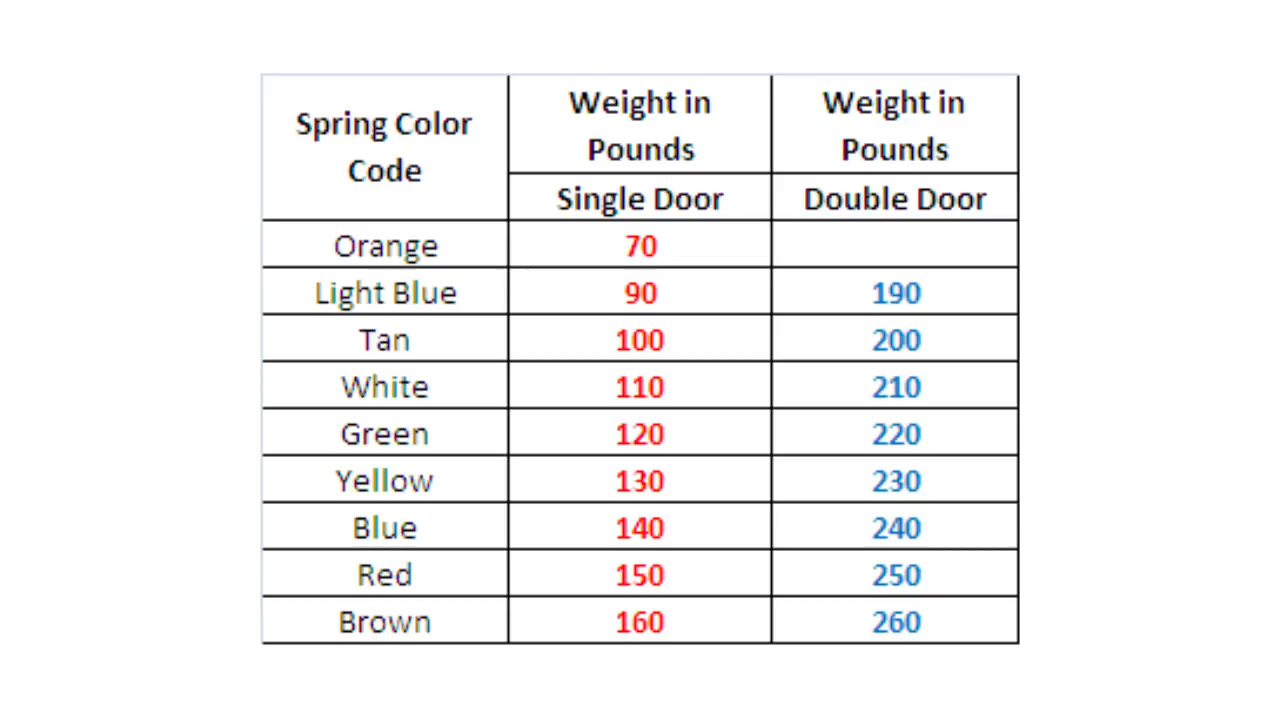 Spring Color Code
Weight in Pounds
Weight in Pounds
Single Door
Double Door
Orange 70
Light Blue 90 190
Tan 100 200
White 110 210
Green 120 220
Yellow 130 230
Blue 140 240
Red 150 250
Brown 160 260